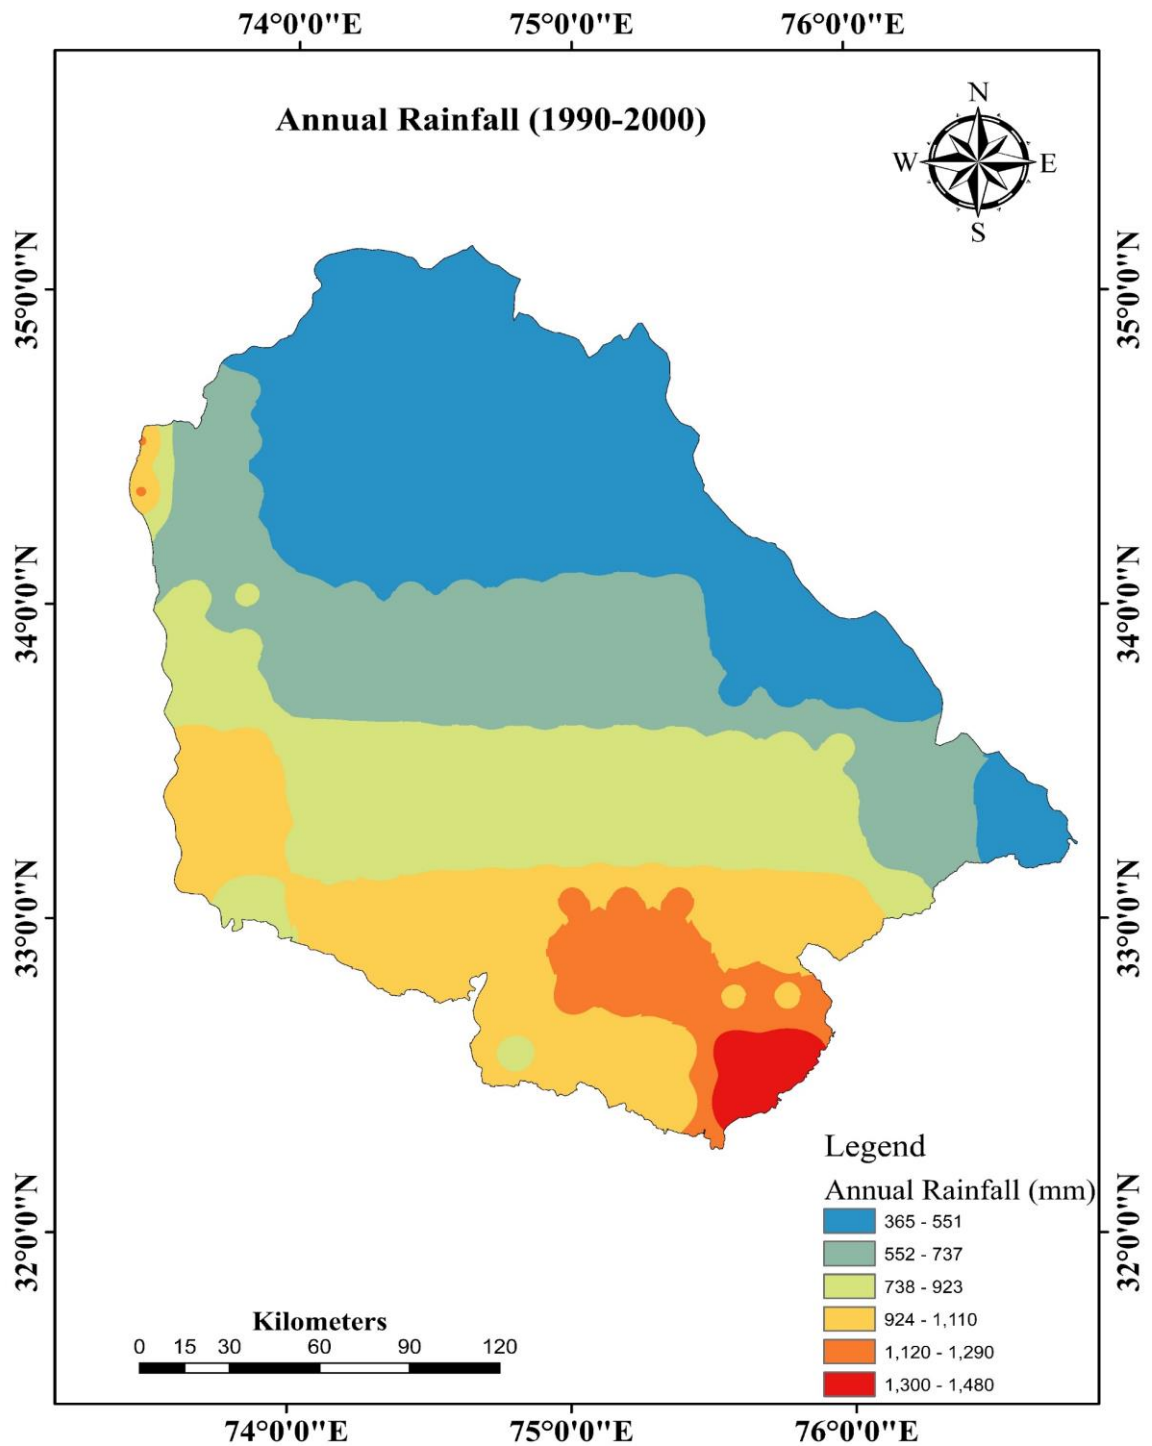 74°0'0"E 75°0'0"E 76°0'0"E
Annual Rainfall (1990-2000)
N
W E
S
35°0'0"N 35°0'0"N
34°0'0"N 34°0'0"N
33°0'0"N 33°0'0"N
32°0'0"N 32°0'0"N
Legend
Annual Rainfall (mm)
365 - 551
552 - 737
738 - 923
924 - 1,110
1,120 - 1,290
1,300 - 1,480
Kilometers
0 15 30 60 90 120
74°0'0"E 75°0'0"E 76°0'0"E